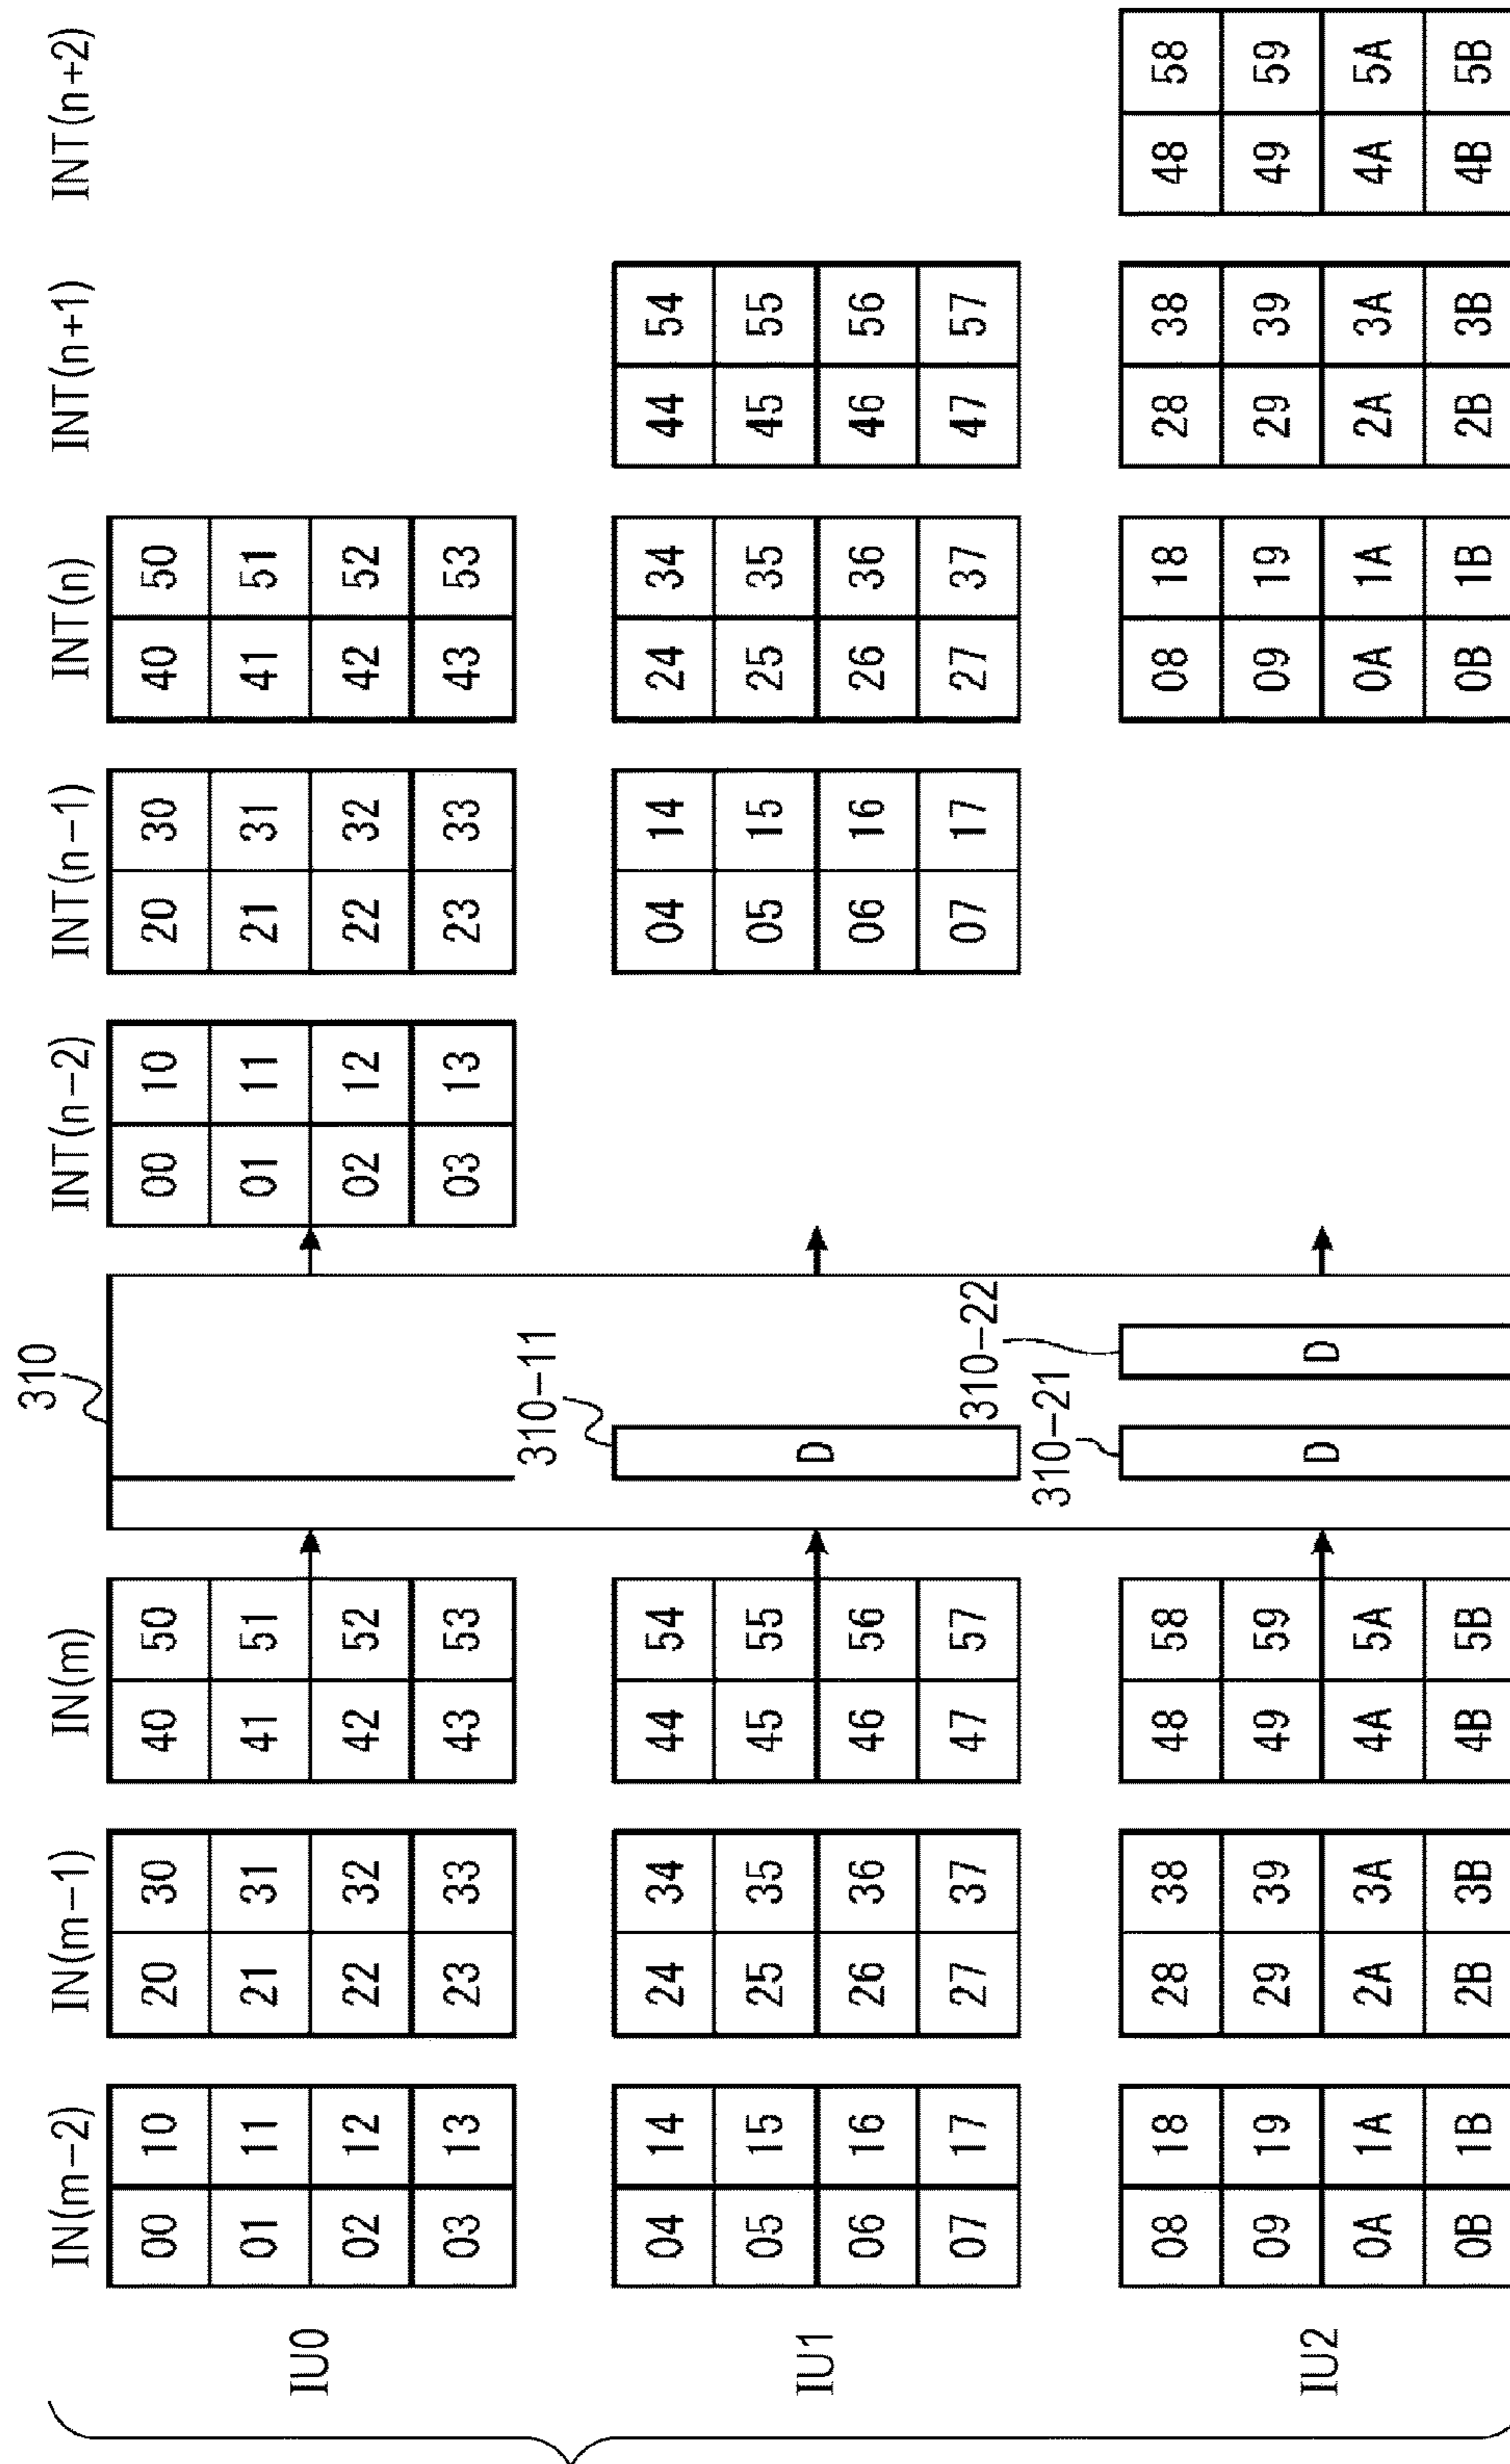 310
IN(m−2) IN(m−1) IN(m) INT(n−2) INT(n−1) INT(n) INT(n+1) INT(n+2)
00 10 20 30 40 50 00 10 20 30 40 50
01 11 21 31 41 51 01 11 21 31 41 51
IU0
02 12 22 32 42 52 02 12 22 32 42 52
03 13 23 33 43 53 03 13 23 33 43 53
310−11
04 14 24 34 44 54 04 14 24 34 44 54
05 15 25 35 45 55 05 15 25 35 45 55
IU1 D
06 16 26 36 46 56 06 16 26 36 46 56
07 17 27 37 47 57 07 17 27 37 47 57
310−22
310−21
08 18 28 38 48 58 08 18 28 38 48 58
09 19 29 39 49 59 09 19 29 39 49 59
IU2 D D
0A 1A 2A 3A 4A 5A 0A 1A 2A 3A 4A 5A
0B 1B 2B 3B 4B 5B 0B 1B 2B 3B 4B 5B